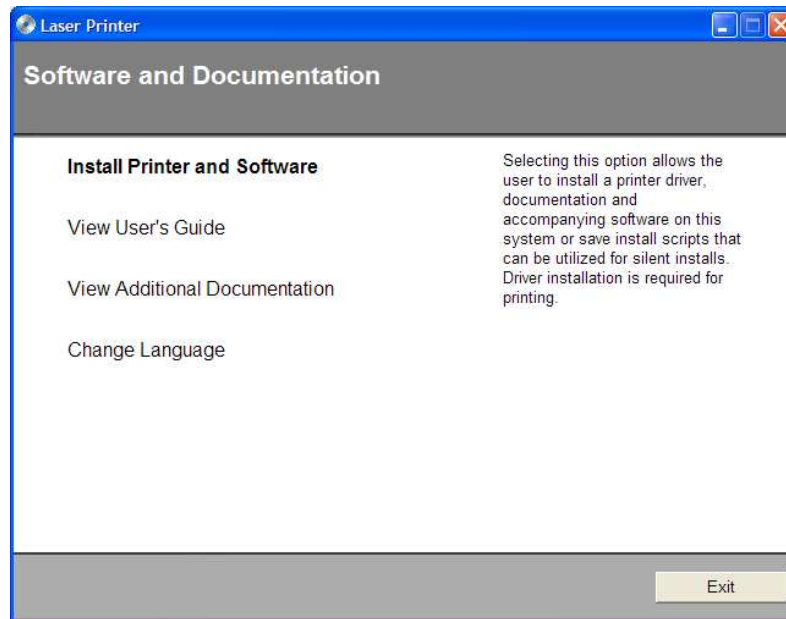 Laser Printer
Software and Documentation
Install Printer and Software
View User's Guide
View Additional Documentation
Change Language
Selecting this option allows the
user to install a printer driver,
documentation and
accompanying software on this
system or save install scripts that
can be utilized for silent installs.
Driver installation is required for
printing.
Exit